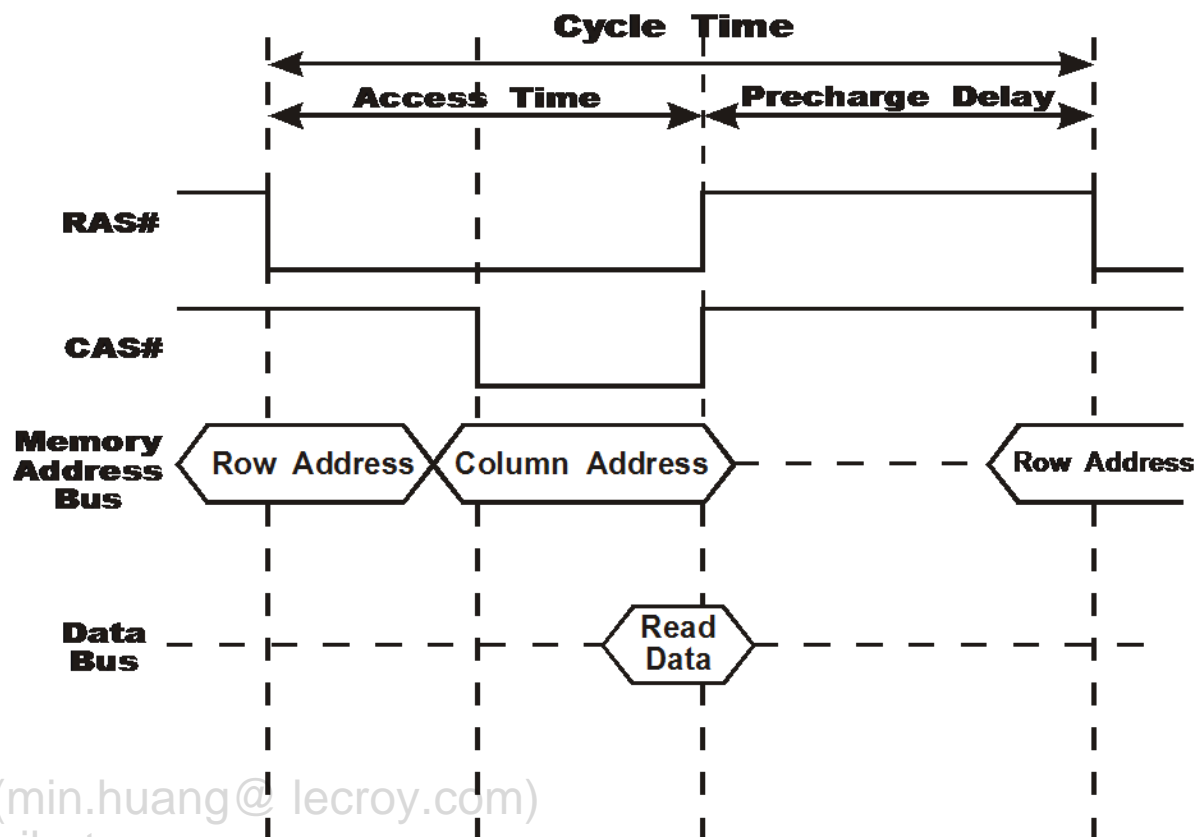 Cycle Time
Access Time
Precharge Delay
RAS#
CAS#
Memory
Address
Bus
Row Address
Column Address
Row Address
Data
Bus
Read
Data
(min.huang@ lecroy.com)